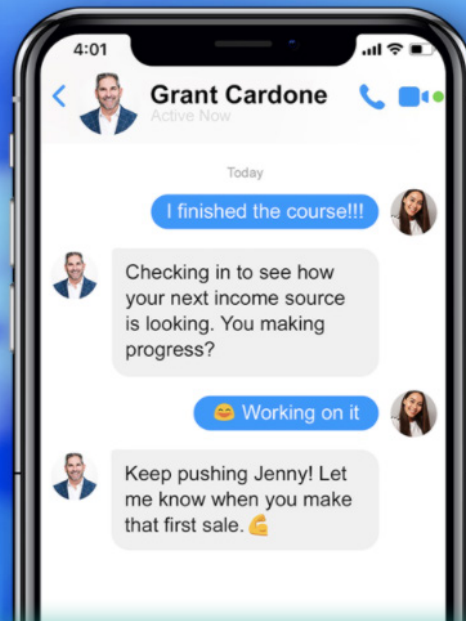 4:01
Grant Cardone
Active Now
Today
I finished the course!!!
Checking in to see how
your next income source
is looking. You making
progress?
😊 Working on it
Keep pushing Jenny! Let
me know when you make
that first sale. 💪